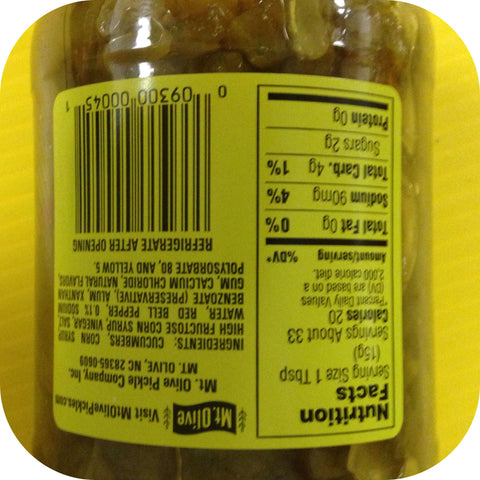 Nutrition
Facts
Serving Size 1 Tbsp
(15g)
Servings About 33
Calories 20
*Percent Daily Values
(DV) are based on a
2,000 calorie diet.
Amount/serving %DV*
Total Fat 0g 0%
Sodium 90mg 4%
Total Carb. 4g 1%
Sugars 2g
Protein 0g
Mt. Olive
Visit MtOlivePickles.com
Mt. Olive Pickle Company, Inc.
MT. OLIVE, NC 28365-0609
INGREDIENTS: CUCUMBERS, CORN SYRUP,
HIGH FRUCTOSE CORN SYRUP, VINEGAR, SALT,
WATER, RED BELL PEPPER, 0.1% SODIUM
BENZOATE (PRESERVATIVE), ALUM, XANTHAN
GUM, CALCIUM CHLORIDE, NATURAL FLAVORS,
POLYSORBATE 80, AND YELLOW 5.
REFRIGERATE AFTER OPENING
0 09300 00045 1